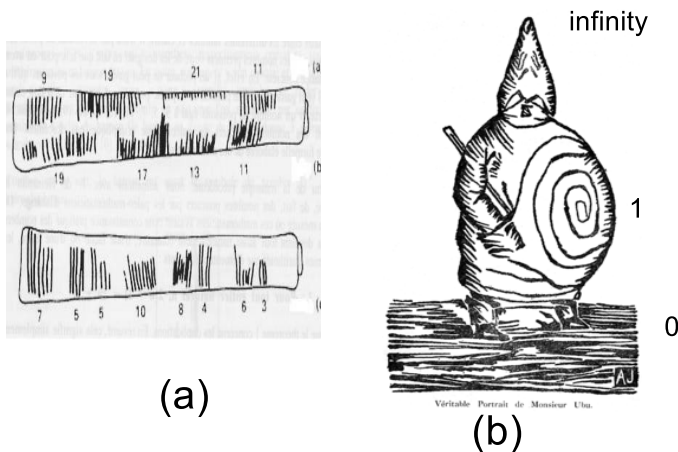 infinity
9 19 21 11 (a
19 17 13 11 (b
1
7 5 5 10 8 4 6 3 (c
0
AJ
Véritable Portrait de Monsieur Ubu.
(a)
(b)